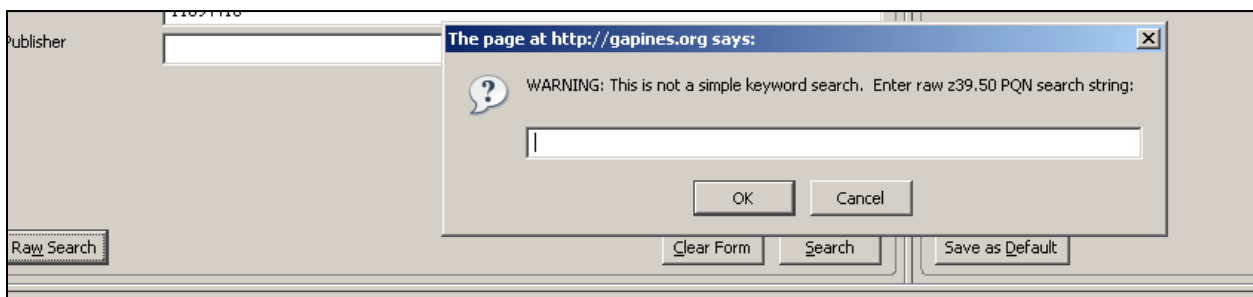 Publisher
The page at http://gapines.org says:
WARNING: This is not a simple keyword search. Enter raw z39.50 PQN search string:
OK
Cancel
Raw Search
Clear Form
Search
Save as Default